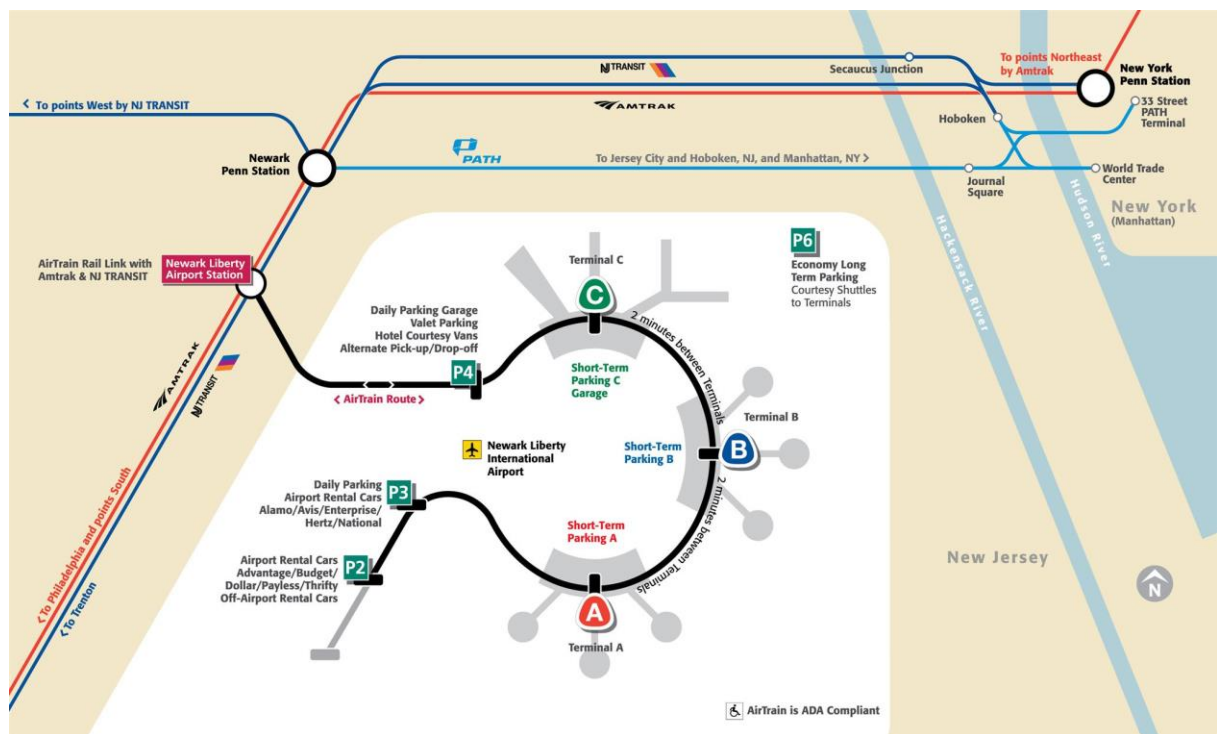 NJ TRANSIT
AMTRAK
Secaucus Junction
To points Northeast
by Amtrak
New York
Penn Station
< To points West by NJ TRANSIT
33 Street
PATH
Terminal
Hoboken
Newark
Penn Station
PATH
To Jersey City and Hoboken, NJ, and Manhattan, NY >
Journal
Square
World Trade
Center
New York
(Manhattan)
Hudson River
Hackensack River
AirTrain Rail Link with
Amtrak & NJ TRANSIT
Newark Liberty
Airport Station
P6
Economy Long
Term Parking
Courtesy Shuttles
to Terminals
Terminal C
C
Daily Parking Garage
Valet Parking
Hotel Courtesy Vans
Alternate Pick-up/Drop-off
P4
2 minutes between Terminals
Short-Term
Parking C
Garage
AMTRAK
NJ TRANSIT
< AirTrain Route >
Terminal B
B
Short-Term
Parking B
Newark Liberty
International
Airport
2 minutes between Terminals
Daily Parking
Airport Rental Cars
Alamo/Avis/Enterprise/
Hertz/National
P3
Short-Term
Parking A
Airport Rental Cars
Advantage/Budget/
Dollar/Payless/Thrifty
Off-Airport Rental Cars
P2
A
Terminal A
< To Philadelphia and points South
< To Trenton
New Jersey
N
AirTrain is ADA Compliant